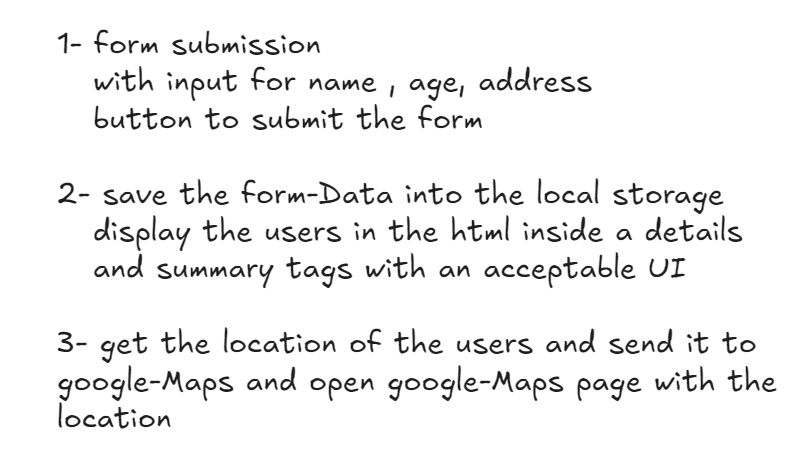 1- form submission
with input for name , age, address
button to submit the form
2- save the form-Data into the local storage
display the users in the html inside a details
and summary tags with an acceptable UI
3- get the location of the users and send it to
google-Maps and open google-Maps page with the
location